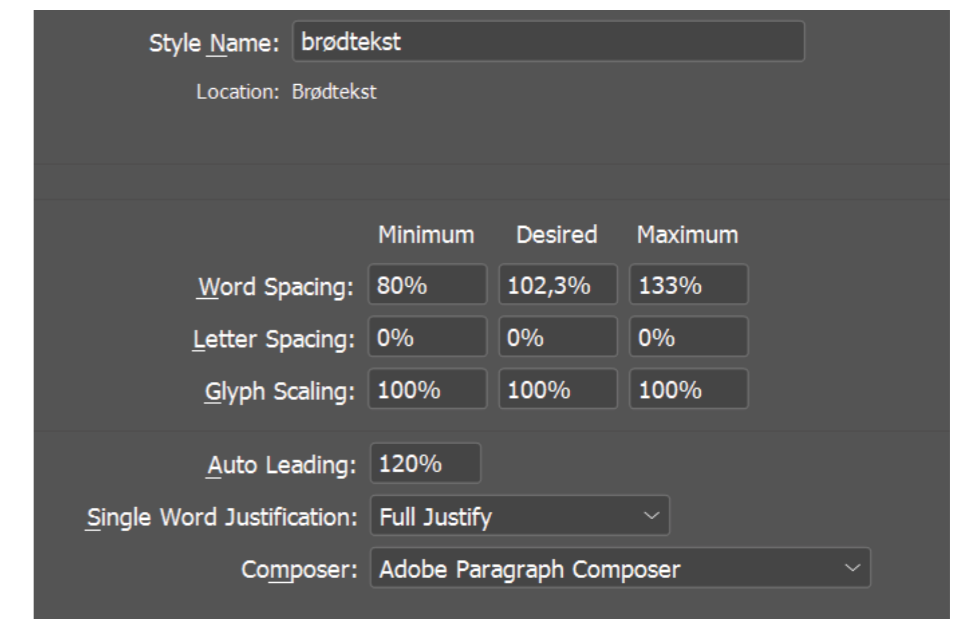 Style Name: brødtekst
Location: Brødtekst
Minimum Desired Maximum
Word Spacing: 80% 102,3% 133%
Letter Spacing: 0% 0% 0%
Glyph Scaling: 100% 100% 100%
Auto Leading: 120%
Single Word Justification: Full Justify
Composer: Adobe Paragraph Composer